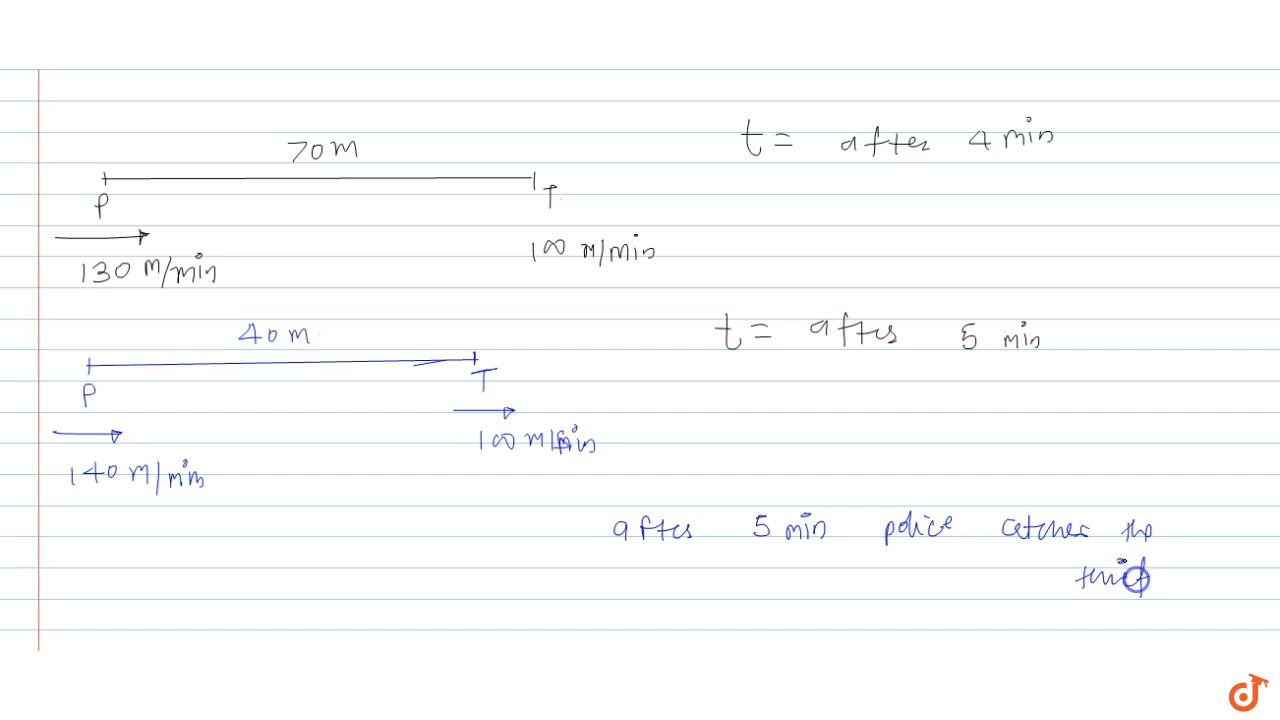 70 m
t = after 4 min
P T
130 m/min 100 m/min
40 m
t = after 5 min
P T
140 m/min 100 m/min
after 5 min police catches the